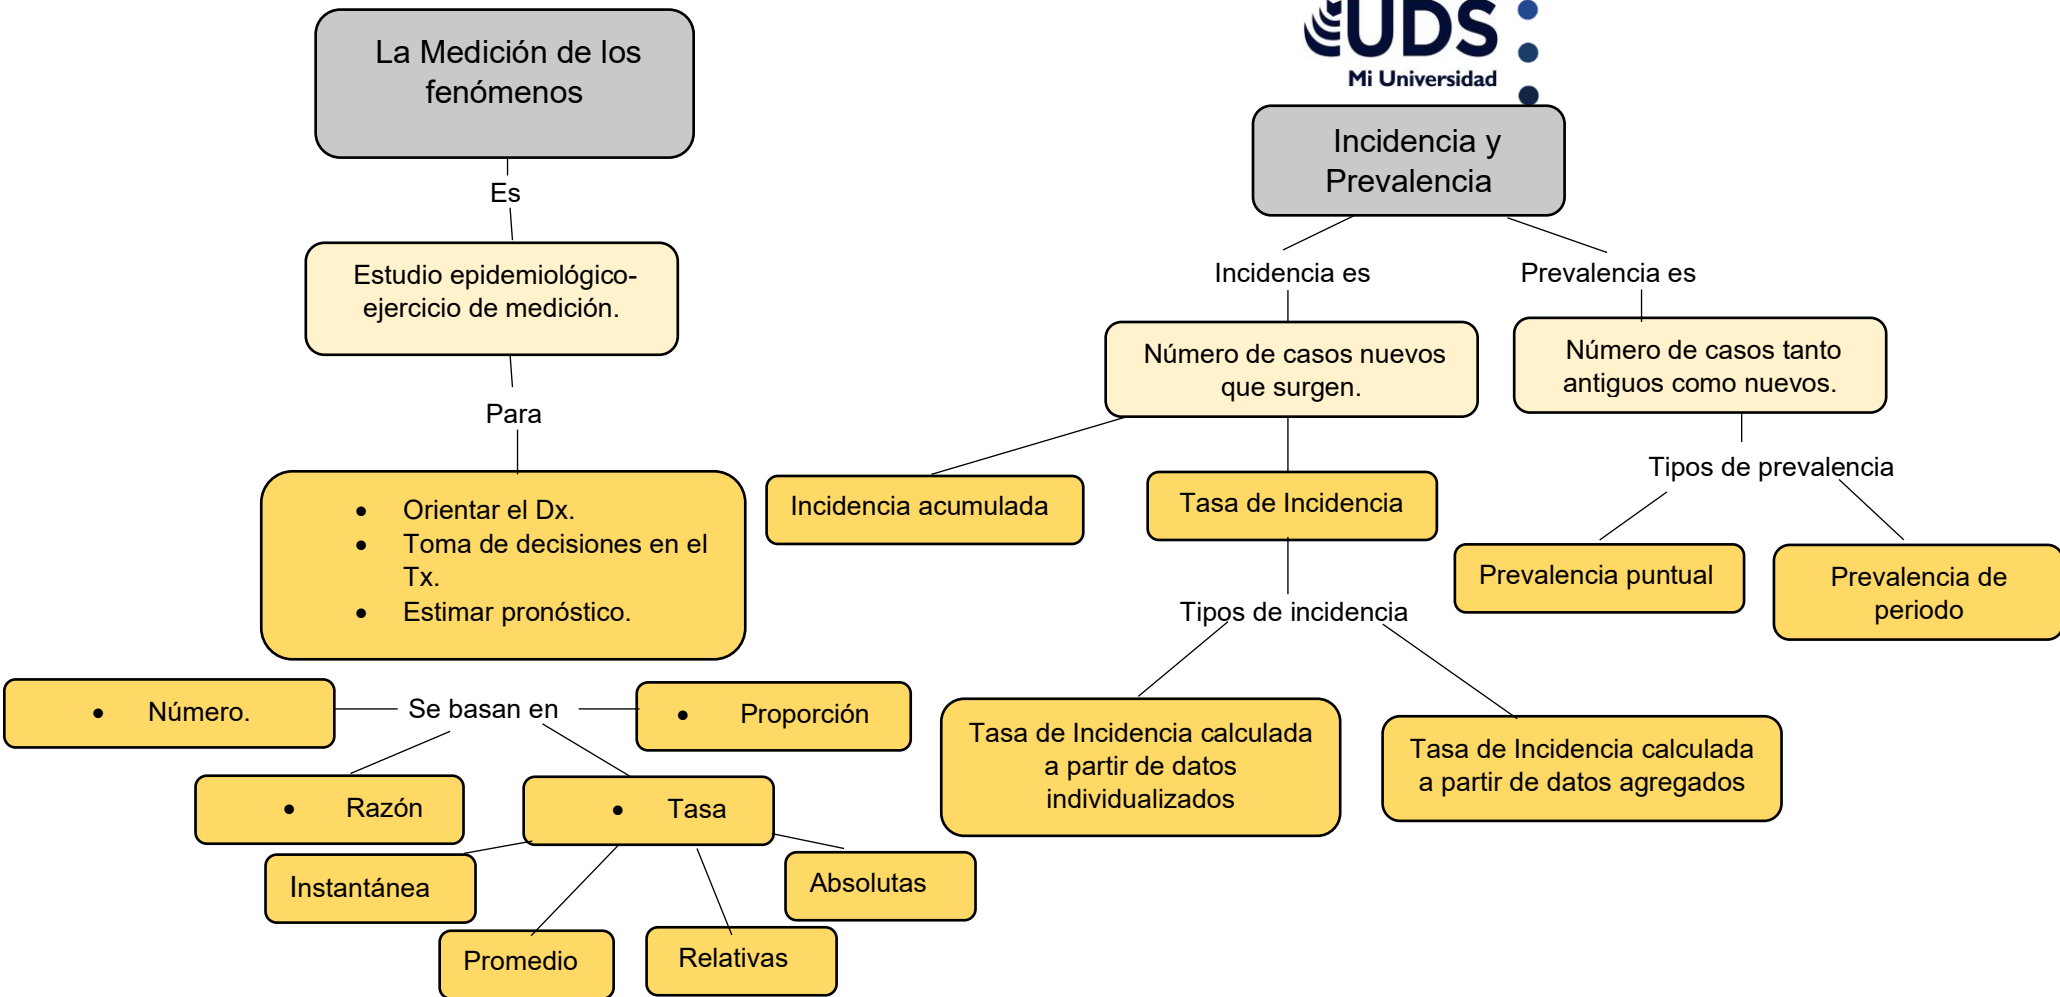 UDS
Mi Universidad
La Medición de los
fenómenos
Es
Estudio epidemiológico-
ejercicio de medición.
Para
• Orientar el Dx.
• Toma de decisiones en el
Tx.
• Estimar pronóstico.
Se basan en
• Número.
• Proporción
• Razón
• Tasa
Instantánea
Promedio
Relativas
Absolutas
Incidencia y
Prevalencia
Incidencia es
Número de casos nuevos
que surgen.
Incidencia acumulada
Tasa de Incidencia
Tipos de incidencia
Tasa de Incidencia calculada
a partir de datos
individualizados
Tasa de Incidencia calculada
a partir de datos agregados
Prevalencia es
Número de casos tanto
antiguos como nuevos.
Tipos de prevalencia
Prevalencia puntual
Prevalencia de
periodo